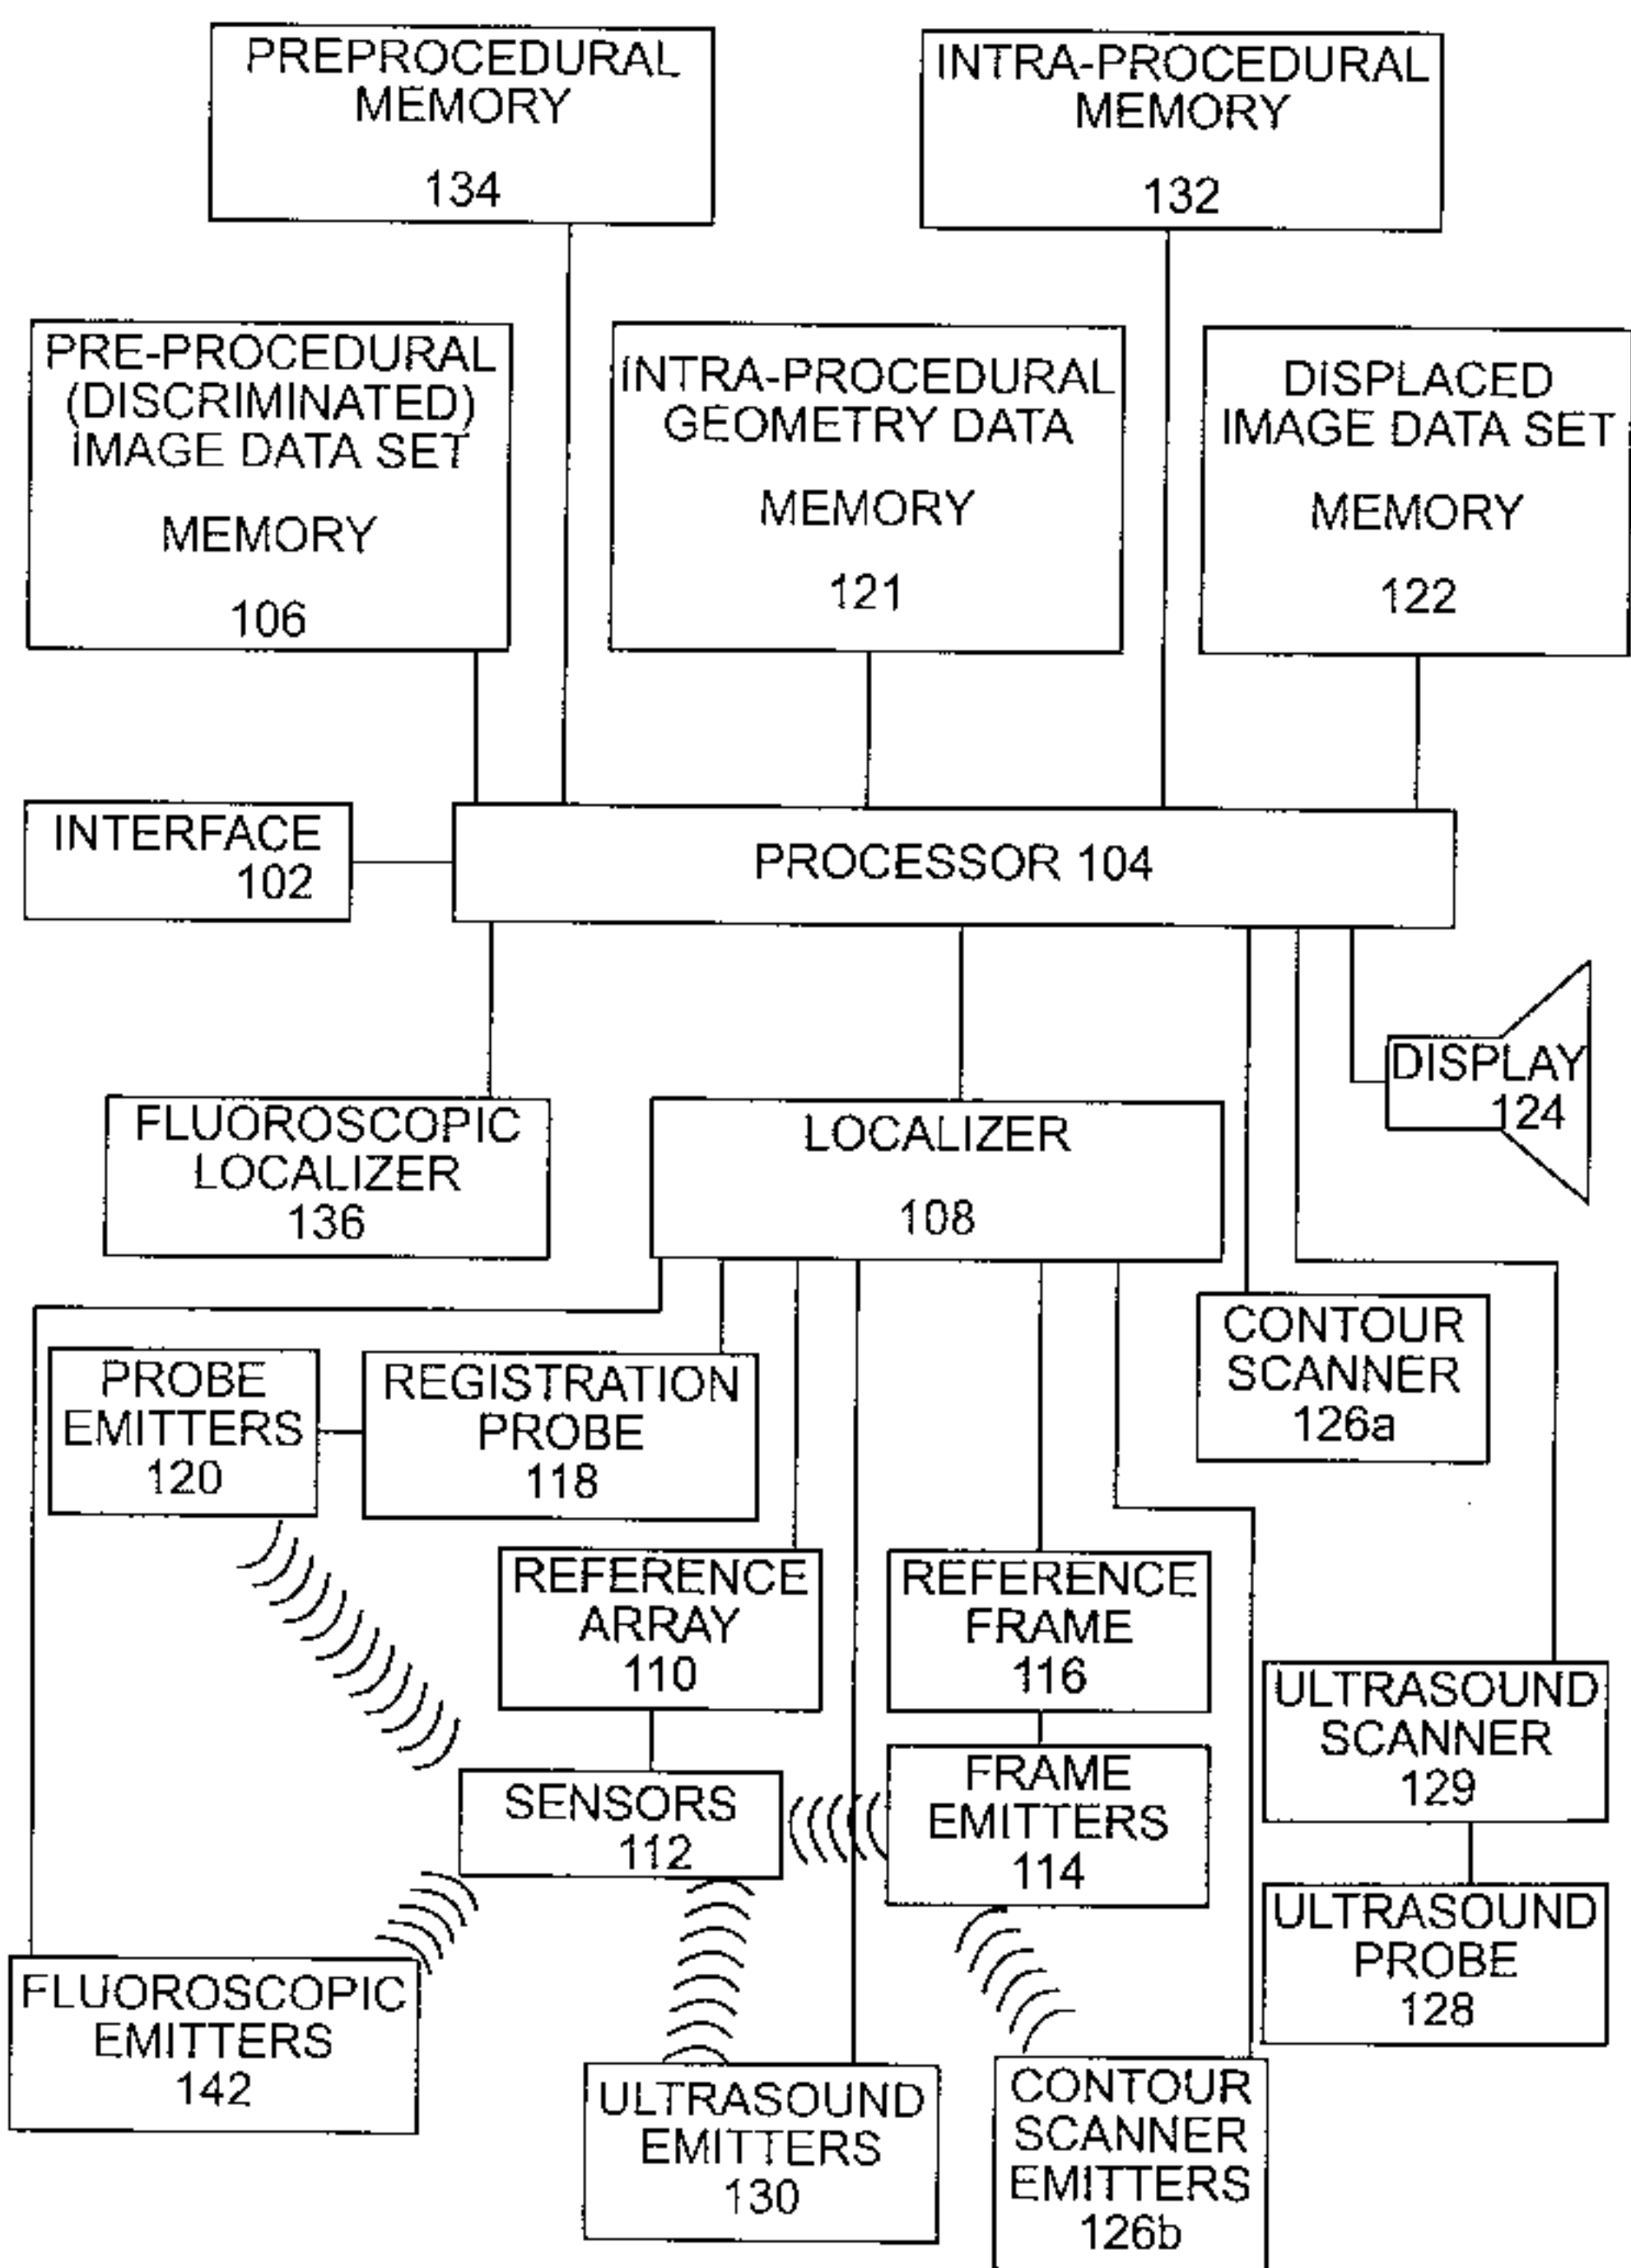 PREPROCEDURAL
MEMORY
134
INTRA-PROCEDURAL
MEMORY
132
PRE-PROCEDURAL
(DISCRIMINATED)
IMAGE DATA SET
MEMORY
106
INTRA-PROCEDURAL
GEOMETRY DATA
MEMORY
121
DISPLACED
IMAGE DATA SET
MEMORY
122
INTERFACE
102
PROCESSOR 104
DISPLAY
124
FLUOROSCOPIC
LOCALIZER
136
LOCALIZER
108
CONTOUR
SCANNER
126a
PROBE
EMITTERS
120
REGISTRATION
PROBE
118
REFERENCE
ARRAY
110
REFERENCE
FRAME
116
ULTRASOUND
SCANNER
129
SENSORS
112
FRAME
EMITTERS
114
ULTRASOUND
PROBE
128
FLUOROSCOPIC
EMITTERS
142
ULTRASOUND
EMITTERS
130
CONTOUR
SCANNER
EMITTERS
126b